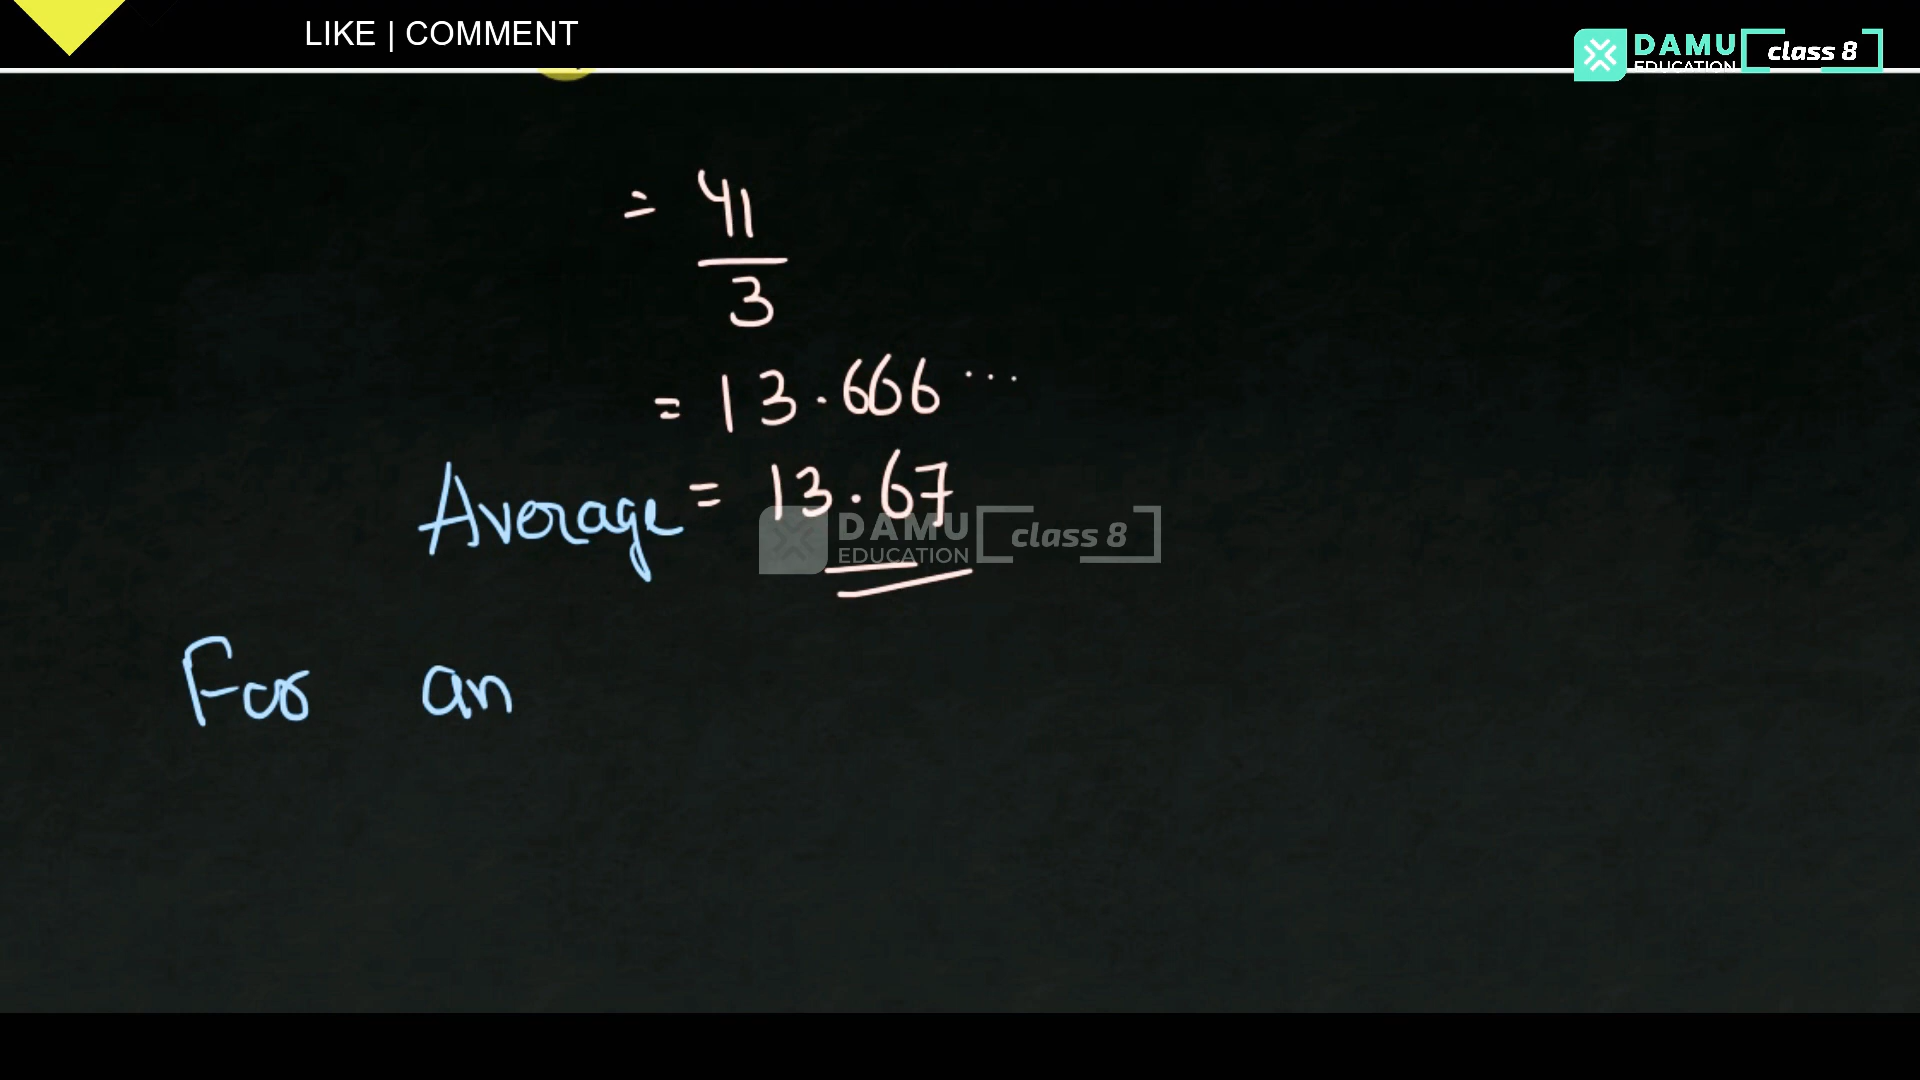 LIKE | COMMENT
DAMU EDUCATION class 8
= 41
3
= 13.666...
Average = 13.67
DAMU EDUCATION class 8
For an